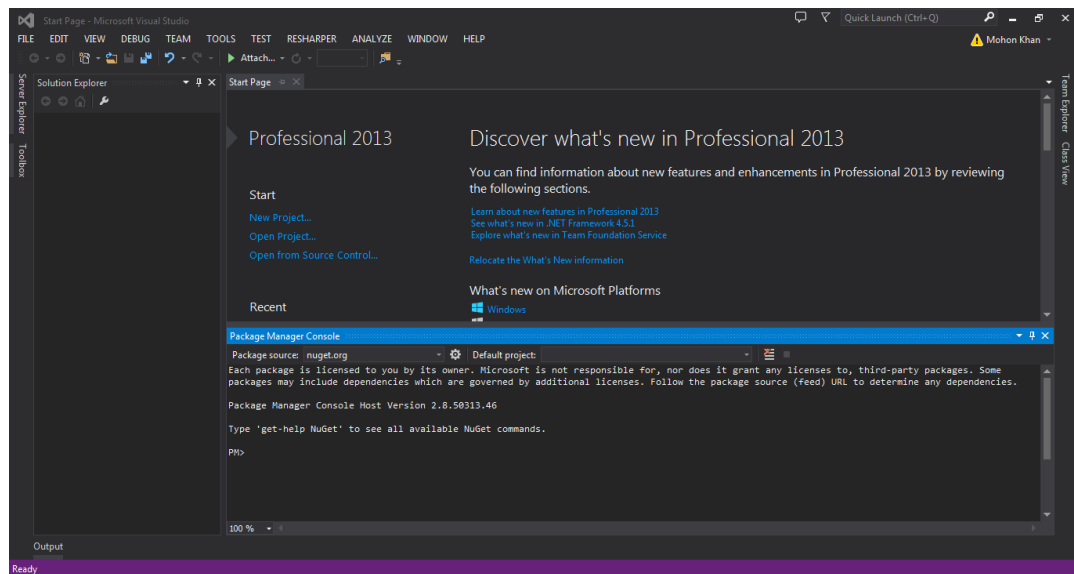 Start Page - Microsoft Visual Studio
Quick Launch (Ctrl+Q)
FILE EDIT VIEW DEBUG TEAM TOOLS TEST RESHARPER ANALYZE WINDOW HELP
Mohon Khan
Attach...
Server Explorer
Toolbox
Solution Explorer
Start Page
Team Explorer
Class View
Professional 2013
Start
New Project...
Open Project...
Open from Source Control...
Recent
Discover what's new in Professional 2013
You can find information about new features and enhancements in Professional 2013 by reviewing
the following sections.
Learn about new features in Professional 2013
See what's new in .NET Framework 4.5.1
Explore what's new in Team Foundation Service
Relocate the What's New information
What's new on Microsoft Platforms
Windows
Package Manager Console
Package source: nuget.org
Default project:
Each package is licensed to you by its owner. Microsoft is not responsible for, nor does it grant any licenses to, third-party packages. Some
packages may include dependencies which are governed by additional licenses. Follow the package source (feed) URL to determine any dependencies.
Package Manager Console Host Version 2.8.50313.46
Type 'get-help NuGet' to see all available NuGet commands.
PM>
100 %
Output
Ready